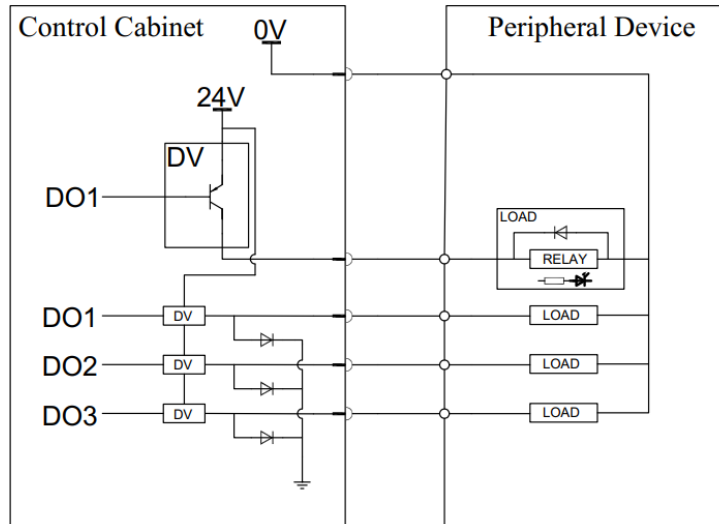 Control Cabinet
0V
Peripheral Device
24V
DV
DO1
LOAD
RELAY
DO1
DV
LOAD
DO2
DV
LOAD
DO3
DV
LOAD